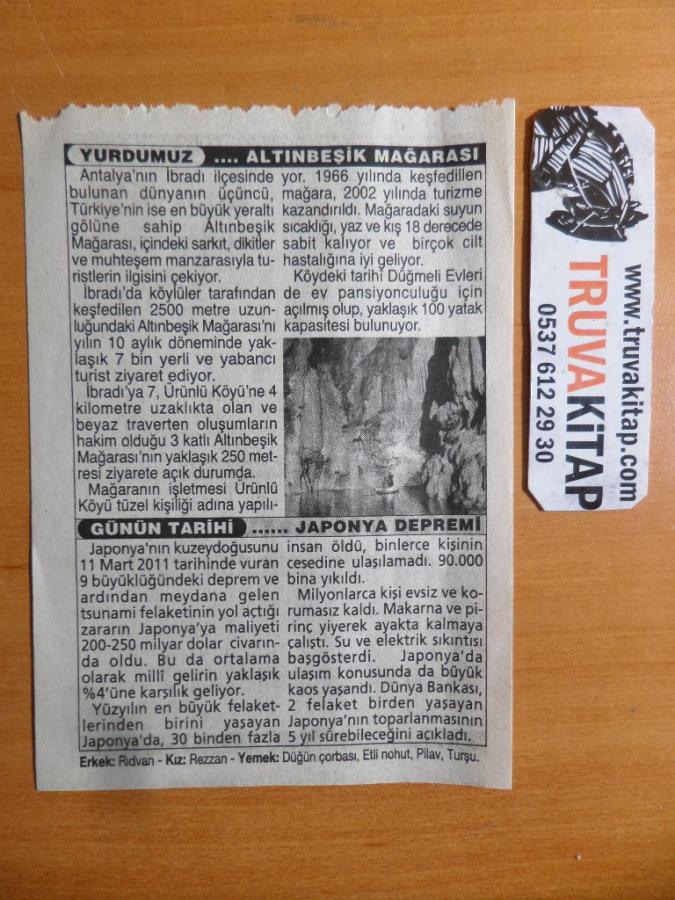 YURDUMUZ .... ALTINBEŞİK MAĞARASI
Antalya'nın İbradı ilçesinde
bulunan dünyanın üçüncü,
Türkiye'nin ise en büyük yeraltı
gölüne sahip Altınbeşik
Mağarası, içindeki sarkıt, dikitler
ve muhteşem manzarasıyla tu-
ristlerin ilgisini çekiyor.
İbradı'da köylüler tarafından
keşfedilen 2500 metre uzun-
luğundaki Altınbeşik Mağarası'nı
yılın 10 aylık döneminde yak-
laşık 7 bin yerli ve yabancı
turist ziyaret ediyor.
İbradı'ya 7, Ürünlü Köyü'ne 4
kilometre uzaklıkta olan ve
beyaz traverten oluşumların
hakim olduğu 3 katlı Altınbeşik
Mağarası'nın yaklaşık 250 met-
resi ziyarete açık durumda.
Mağaranın işletmesi Ürünlü
Köyü tüzel kişiliği adına yapılı-
yor. 1966 yılında keşfedilen
mağara, 2002 yılında turizme
kazandırıldı. Mağaradaki suyun
sıcaklığı, yaz ve kış 18 derecede
sabit kalıyor ve birçok cilt
hastalığına iyi geliyor.
Köydeki tarihî Düğmeli Evleri
de ev pansiyonculuğu için
açılmış olup, yaklaşık 100 yatak
kapasitesi bulunuyor.
GÜNÜN TARİHİ ...... JAPONYA DEPREMİ
Japonya'nın kuzeydoğusunu
11 Mart 2011 tarihinde vuran
9 büyüklüğündeki deprem ve
ardından meydana gelen
tsunami felaketinin yol açtığı
zararın Japonya'ya maliyeti
200-250 milyar dolar civarın-
da oldu. Bu da ortalama
olarak millî gelirin yaklaşık
%4'üne karşılık geliyor.
Yüzyılın en büyük felaket-
lerinden birini yaşayan
Japonya'da, 30 binden fazla
insan öldü, binlerce kişinin
cesedine ulaşılamadı. 90.000
bina yıkıldı.
Milyonlarca kişi evsiz ve ko-
rumasız kaldı. Makarna ve pi-
rinç yiyerek ayakta kalmaya
çalıştı. Su ve elektrik sıkıntısı
başgösterdi. Japonya'da
ulaşım konusunda da büyük
kaos yaşandı. Dünya Bankası,
2 felaket birden yaşayan
Japonya'nın toparlanmasının
5 yıl sürebileceğini açıkladı.
Erkek: Rıdvan - Kız: Rezzan - Yemek: Düğün çorbası, Etli nohut, Pilav, Turşu.
www.truvakitap.com
TRUVAKİTAP
0537 612 29 30